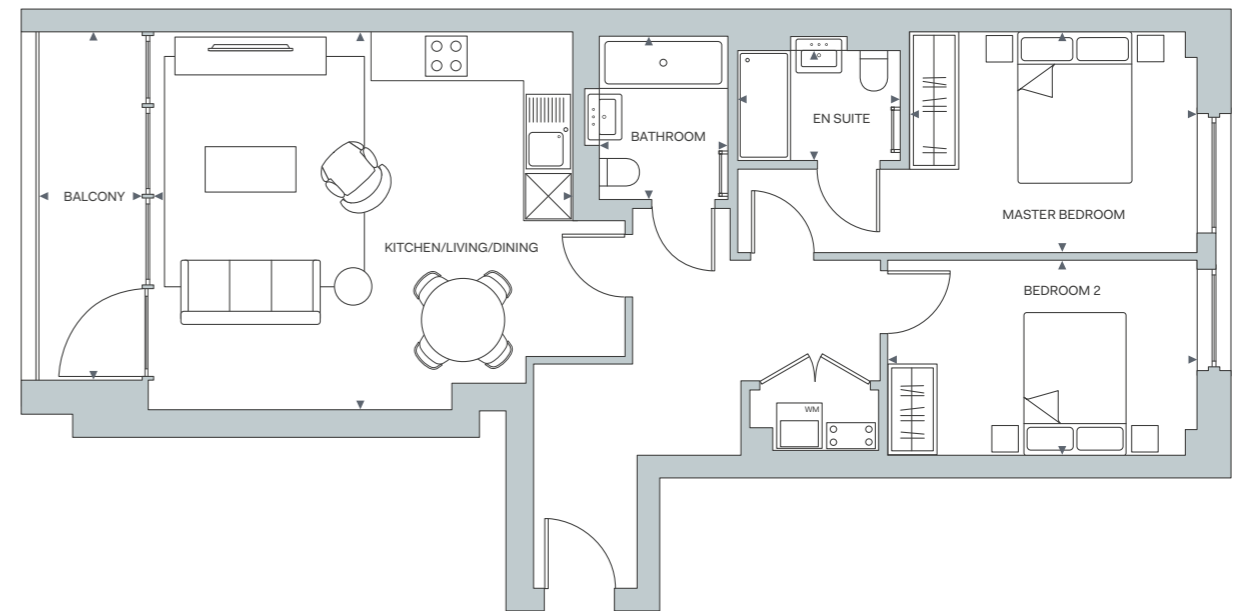 BALCONY
KITCHEN/LIVING/DINING
BATHROOM
EN SUITE
MASTER BEDROOM
BEDROOM 2
WM